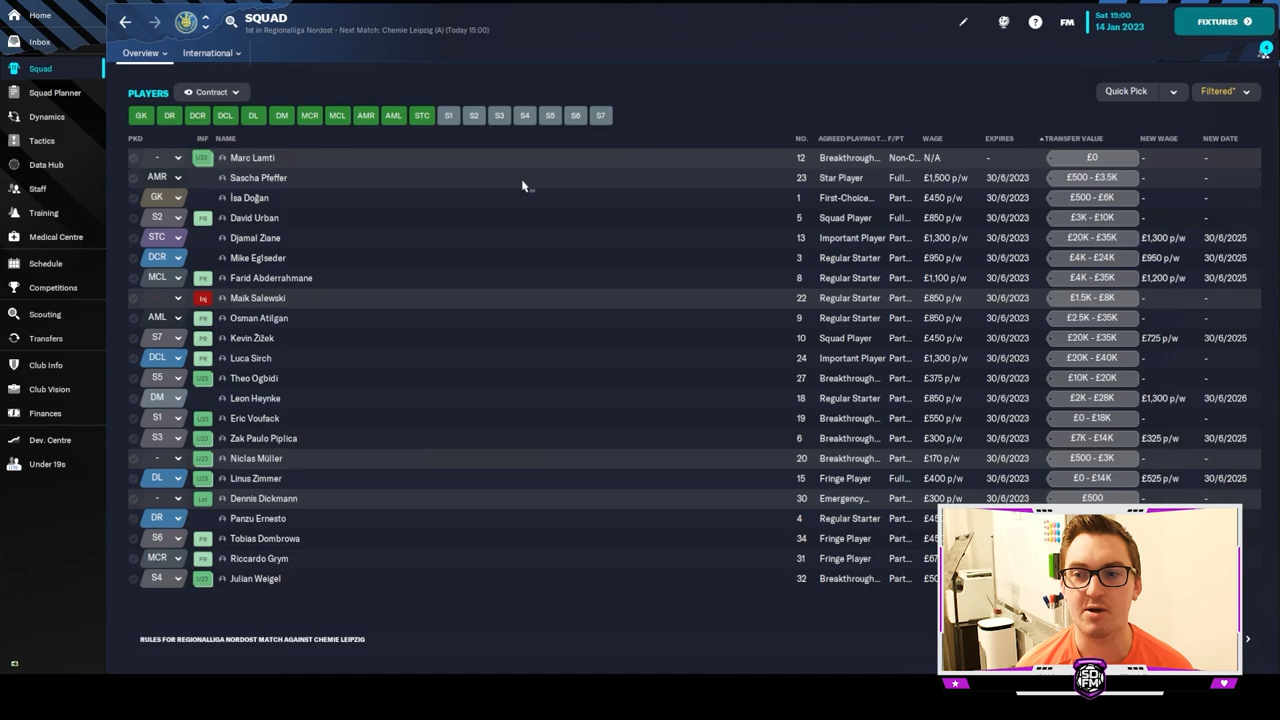 Home
Inbox
Squad
Squad Planner
Dynamics
Tactics
Data Hub
Staff
Training
Medical Centre
Schedule
Competitions
Scouting
Transfers
Club Info
Club Vision
Finances
Dev. Centre
Under 19s
SQUAD
1st in Regionalliga Nordost - Next Match: Chemie Leipzig (A) (Today 15:00)
FM
Sat 15:00
14 Jan 2023
FIXTURES
Overview International
4
PLAYERS Contract Quick Pick Filtered*
GK DR DCR DCL DL DM MCR MCL AMR AML STC S1 S2 S3 S4 S5 S6 S7
PKD INF NAME NO. AGREED PLAYING T... F/PT WAGE EXPIRES TRANSFER VALUE NEW WAGE NEW DATE
- U23 Marc Lamti 12 Breakthrough... Non-C... N/A - £0 - -
AMR Sascha Pfeffer 23 Star Player Full... £1,500 p/w 30/6/2023 £500 - £3.5K - -
GK İsa Doğan 1 First-Choice... Part... £450 p/w 30/6/2023 £500 - £6K - -
S2 PR David Urban 5 Squad Player Full... £850 p/w 30/6/2023 £3K - £10K - -
STC Djamal Ziane 13 Important Player Part... £1,300 p/w 30/6/2023 £20K - £35K £1,300 p/w 30/6/2025
DCR Mike Eglseder 3 Regular Starter Part... £950 p/w 30/6/2023 £4K - £24K £950 p/w 30/6/2025
MCL PR Farid Abderrahmane 8 Regular Starter Part... £1,100 p/w 30/6/2023 £4K - £35K £1,200 p/w 30/6/2025
Inj Maik Salewski 22 Regular Starter Part... £850 p/w 30/6/2023 £1.5K - £8K - -
AML PR Osman Atilgan 9 Regular Starter Part... £850 p/w 30/6/2023 £2.5K - £35K - -
S7 PR Kevin Žižek 10 Squad Player Part... £450 p/w 30/6/2023 £20K - £35K £725 p/w 30/6/2025
DCL PR Luca Sirch 24 Important Player Part... £1,300 p/w 30/6/2023 £20K - £40K - -
S5 U23 Theo Ogbidi 27 Breakthrough... Part... £375 p/w 30/6/2023 £10K - £20K - -
DM Leon Heynke 18 Regular Starter Part... £850 p/w 30/6/2023 £2K - £28K £1,300 p/w 30/6/2026
S1 U23 Eric Voufack 19 Breakthrough... Part... £550 p/w 30/6/2023 £0 - £18K - -
S3 U23 Zak Paulo Piplica 6 Breakthrough... Part... £300 p/w 30/6/2023 £7K - £14K £325 p/w 30/6/2025
- U23 Niclas Müller 20 Breakthrough... Part... £170 p/w 30/6/2023 £500 - £3K - -
DL U23 Linus Zimmer 15 Fringe Player Part... £400 p/w 30/6/2023 £0 - £14K £525 p/w 30/6/2025
- Lst Dennis Dickmann 30 Emergency... Part... £300 p/w 30/6/2023 £500 - -
DR Panzu Ernesto 4 Regular Starter Part...
S6 PR Tobias Dombrowa 34 Fringe Player Part...
MCR PR Riccardo Grym 31 Fringe Player Part...
S4 U23 Julian Weigel 32 Breakthrough... Part...
RULES FOR REGIONALLIGA NORDOST MATCH AGAINST CHEMIE LEIPZIG
SDFM